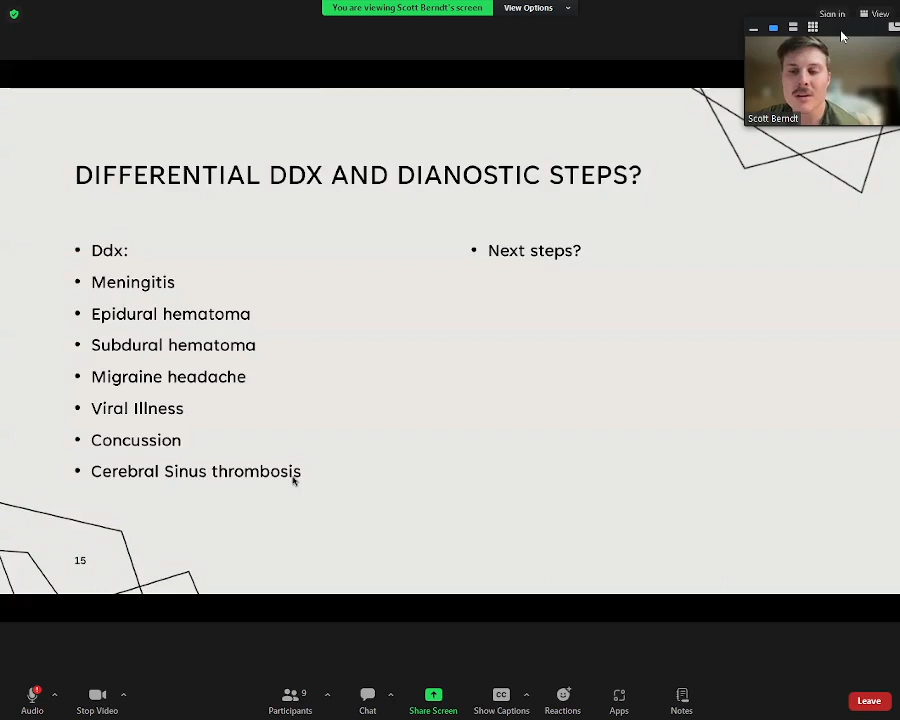 You are viewing Scott Berndt's screen
View Options
Sign in
View
Scott Berndt
DIFFERENTIAL DDX AND DIANOSTIC STEPS?
• Ddx:
• Meningitis
• Epidural hematoma
• Subdural hematoma
• Migraine headache
• Viral Illness
• Concussion
• Cerebral Sinus thrombosis
• Next steps?
15
Audio
Stop Video
Participants
9
Chat
Share Screen
CC
Show Captions
Reactions
Apps
Notes
Leave